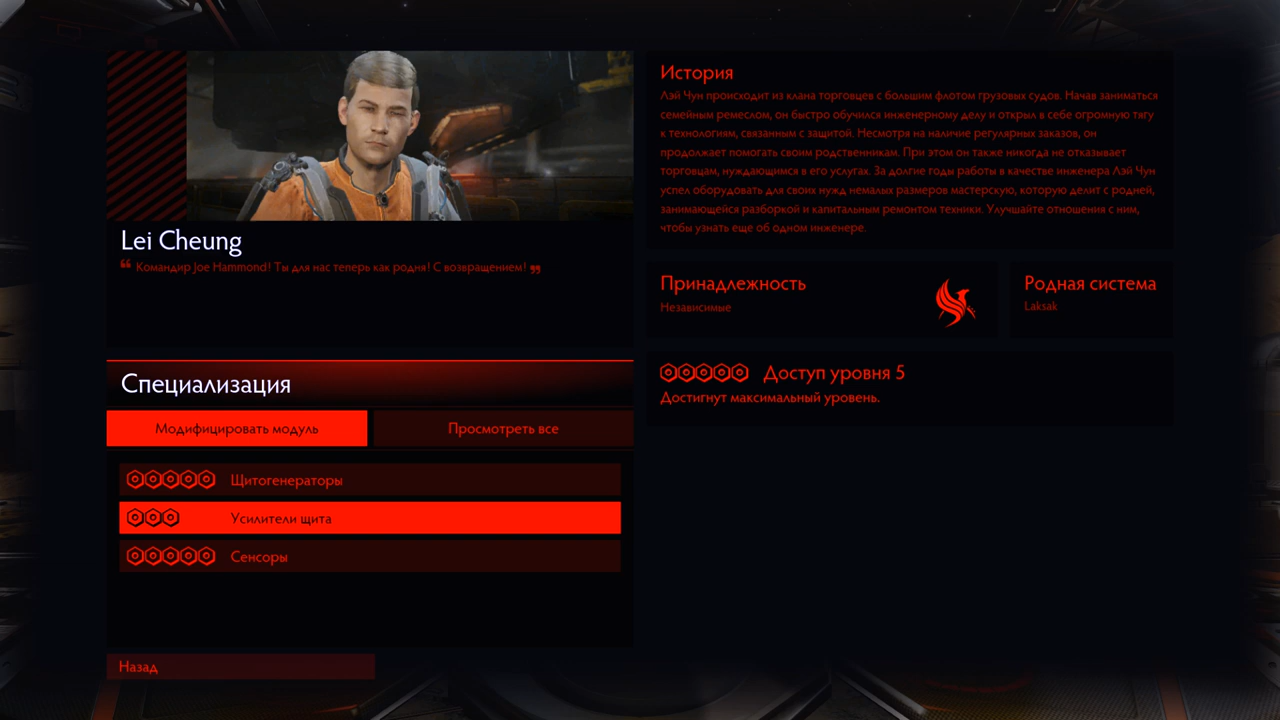 Lei Cheung
Командир Joe Hammond! Ты для нас теперь как родня! С возвращением!
Специализация
Модифицировать модуль
Просмотреть все
Щитогенераторы
Усилители щита
Сенсоры
Назад
История
Лэй Чун происходит из клана торговцев с большим флотом грузовых судов. Начав заниматься
семейным ремеслом, он быстро обучился инженерному делу и открыл в себе огромную тягу
к технологиям, связанным с защитой. Несмотря на наличие регулярных заказов, он
продолжает помогать своим родственникам. При этом он также никогда не отказывает
торговцам, нуждающимся в его услугах. За долгие годы работы в качестве инженера Лэй Чун
успел оборудовать для своих нужд немалых размеров мастерскую, которую делит с родней,
занимающейся разборкой и капитальным ремонтом техники. Улучшайте отношения с ним,
чтобы узнать еще об одном инженере.
Принадлежность
Независимые
Родная система
Laksak
Доступ уровня 5
Достигнут максимальный уровень.